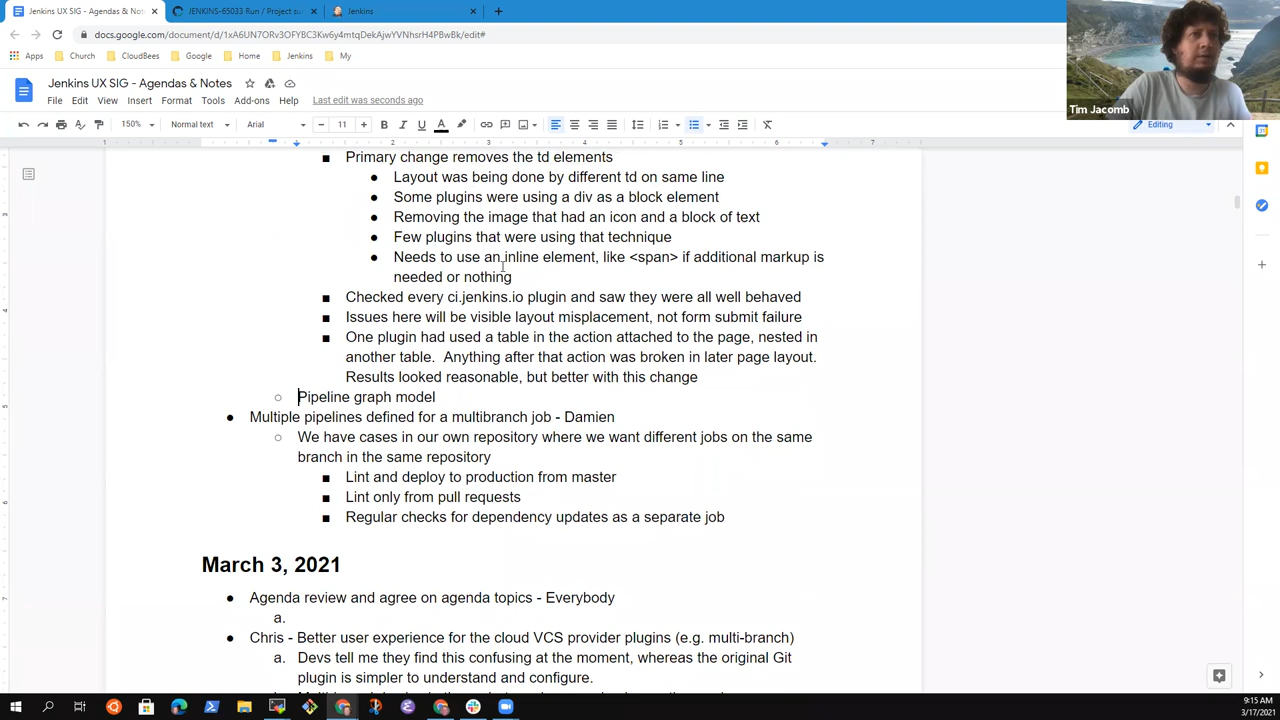 Jenkins UX SIG - Agendas & Not
JENKINS-65033 Run / Project su
Jenkins
docs.google.com/document/d/1xA6UN7ORv3OFYBC3Kw6y4mtqDekAjwYVNhsrH4PBwBk/edit#
Apps
Church
CloudBees
Google
Home
Jenkins
My
Jenkins UX SIG - Agendas & Notes
File Edit View Insert Format Tools Add-ons Help Last edit was seconds ago
150% Normal text Arial 11 B I U A Editing
1 1 2 3 4 5 6 7
Primary change removes the td elements
Layout was being done by different td on same line
Some plugins were using a div as a block element
Removing the image that had an icon and a block of text
Few plugins that were using that technique
Needs to use an inline element, like <span> if additional markup is
needed or nothing
Checked every ci.jenkins.io plugin and saw they were all well behaved
Issues here will be visible layout misplacement, not form submit failure
One plugin had used a table in the action attached to the page, nested in
another table. Anything after that action was broken in later page layout.
Results looked reasonable, but better with this change
Pipeline graph model
Multiple pipelines defined for a multibranch job - Damien
We have cases in our own repository where we want different jobs on the same
branch in the same repository
Lint and deploy to production from master
Lint only from pull requests
Regular checks for dependency updates as a separate job
March 3, 2021
Agenda review and agree on agenda topics - Everybody
a.
Chris - Better user experience for the cloud VCS provider plugins (e.g. multi-branch)
a. Devs tell me they find this confusing at the moment, whereas the original Git
plugin is simpler to understand and configure.
Tim Jacomb
9:15 AM
3/17/2021